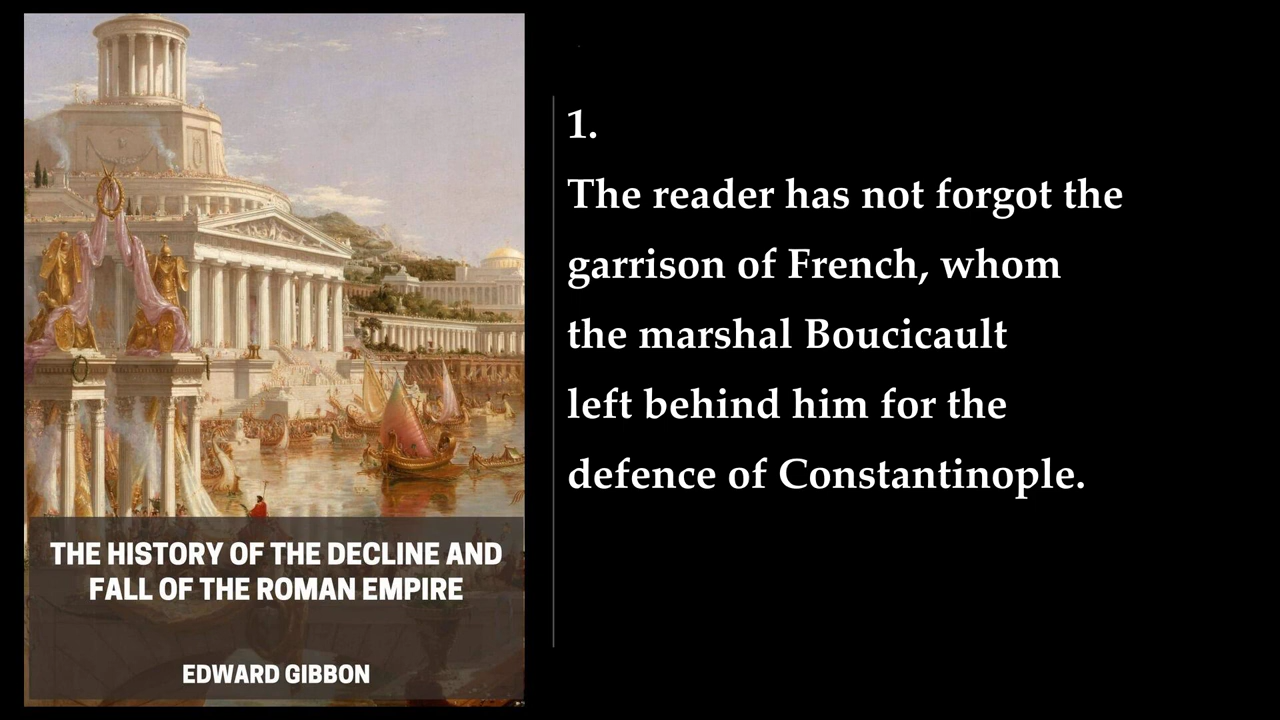 THE HISTORY OF THE DECLINE AND
FALL OF THE ROMAN EMPIRE
EDWARD GIBBON
1.
The reader has not forgot the
garrison of French, whom
the marshal Boucicault
left behind him for the
defence of Constantinople.